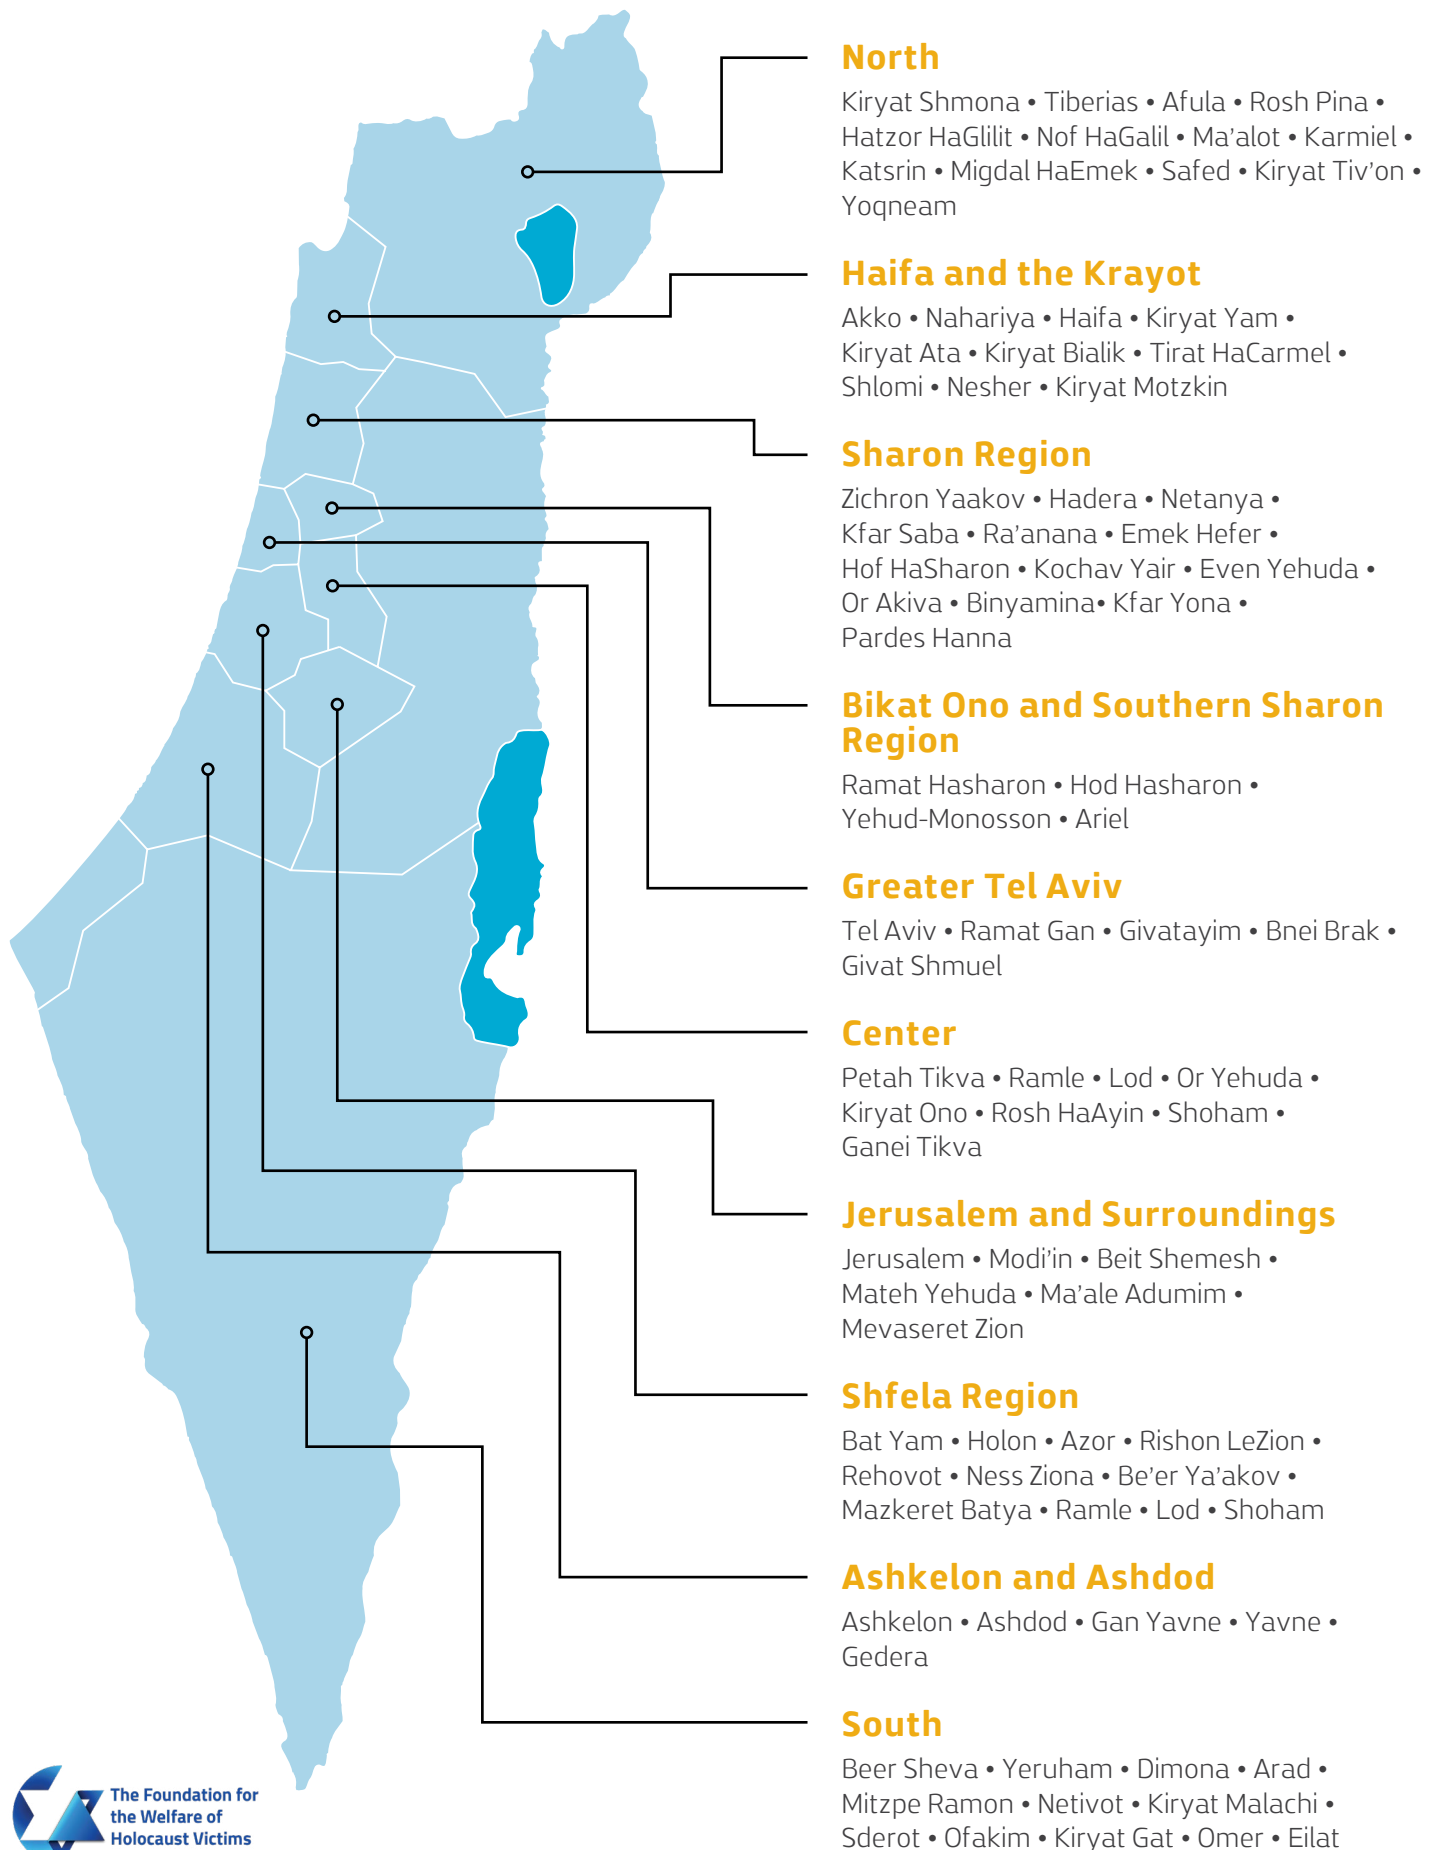 North
Kiryat Shmona • Tiberias • Afula • Rosh Pina •
Hatzor HaGlilit • Nof HaGalil • Ma’alot • Karmiel •
Katsrin • Migdal HaEmek • Safed • Kiryat Tiv’on •
Yoqneam
Haifa and the Krayot
Akko • Nahariya • Haifa • Kiryat Yam •
Kiryat Ata • Kiryat Bialik • Tirat HaCarmel •
Shlomi • Nesher • Kiryat Motzkin
Sharon Region
Zichron Yaakov • Hadera • Netanya •
Kfar Saba • Ra’anana • Emek Hefer •
Hof HaSharon • Kochav Yair • Even Yehuda •
Or Akiva • Binyamina• Kfar Yona •
Pardes Hanna
Bikat Ono and Southern Sharon
Region
Ramat Hasharon • Hod Hasharon •
Yehud-Monosson • Ariel
Greater Tel Aviv
Tel Aviv • Ramat Gan • Givatayim • Bnei Brak •
Givat Shmuel
Center
Petah Tikva • Ramle • Lod • Or Yehuda •
Kiryat Ono • Rosh HaAyin • Shoham •
Ganei Tikva
Jerusalem and Surroundings
Jerusalem • Modi’in • Beit Shemesh •
Mateh Yehuda • Ma’ale Adumim •
Mevaseret Zion
Shfela Region
Bat Yam • Holon • Azor • Rishon LeZion •
Rehovot • Ness Ziona • Be’er Ya’akov •
Mazkeret Batya • Ramle • Lod • Shoham
Ashkelon and Ashdod
Ashkelon • Ashdod • Gan Yavne • Yavne •
Gedera
South
Beer Sheva • Yeruham • Dimona • Arad •
Mitzpe Ramon • Netivot • Kiryat Malachi •
Sderot • Ofakim • Kiryat Gat • Omer • Eilat
The Foundation for
the Welfare of
Holocaust Victims